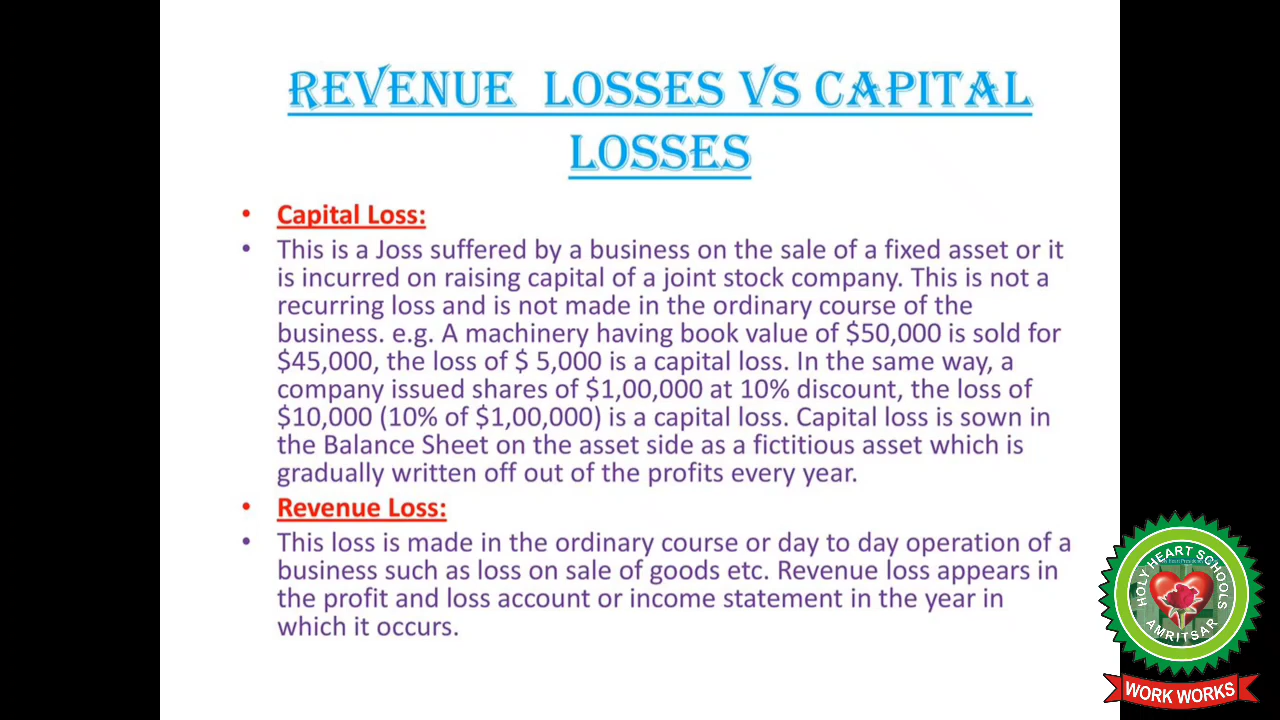 REVENUE LOSSES VS CAPITAL
LOSSES
• Capital Loss:
• This is a Joss suffered by a business on the sale of a fixed asset or it
is incurred on raising capital of a joint stock company. This is not a
recurring loss and is not made in the ordinary course of the
business. e.g. A machinery having book value of $50,000 is sold for
$45,000, the loss of $ 5,000 is a capital loss. In the same way, a
company issued shares of $1,00,000 at 10% discount, the loss of
$10,000 (10% of $1,00,000) is a capital loss. Capital loss is sown in
the Balance Sheet on the asset side as a fictitious asset which is
gradually written off out of the profits every year.
• Revenue Loss:
• This loss is made in the ordinary course or day to day operation of a
business such as loss on sale of goods etc. Revenue loss appears in
the profit and loss account or income statement in the year in
which it occurs.
HOLY HEART SCHOOLS
AMRITSAR
WORK WORKS